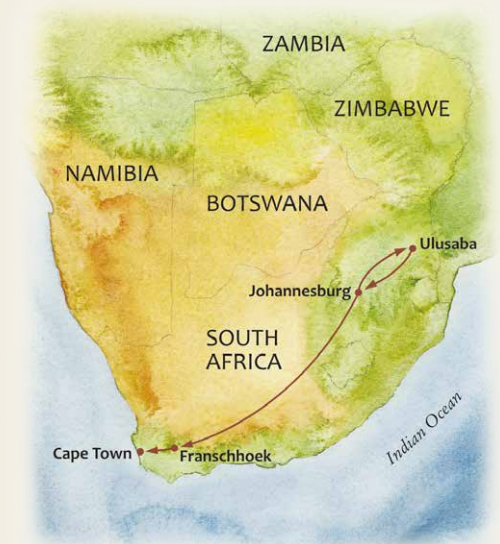 ZAMBIA
ZIMBABWE
NAMIBIA
BOTSWANA
Ulusaba
Johannesburg
SOUTH
AFRICA
Indian Ocean
Cape Town
Franschhoek